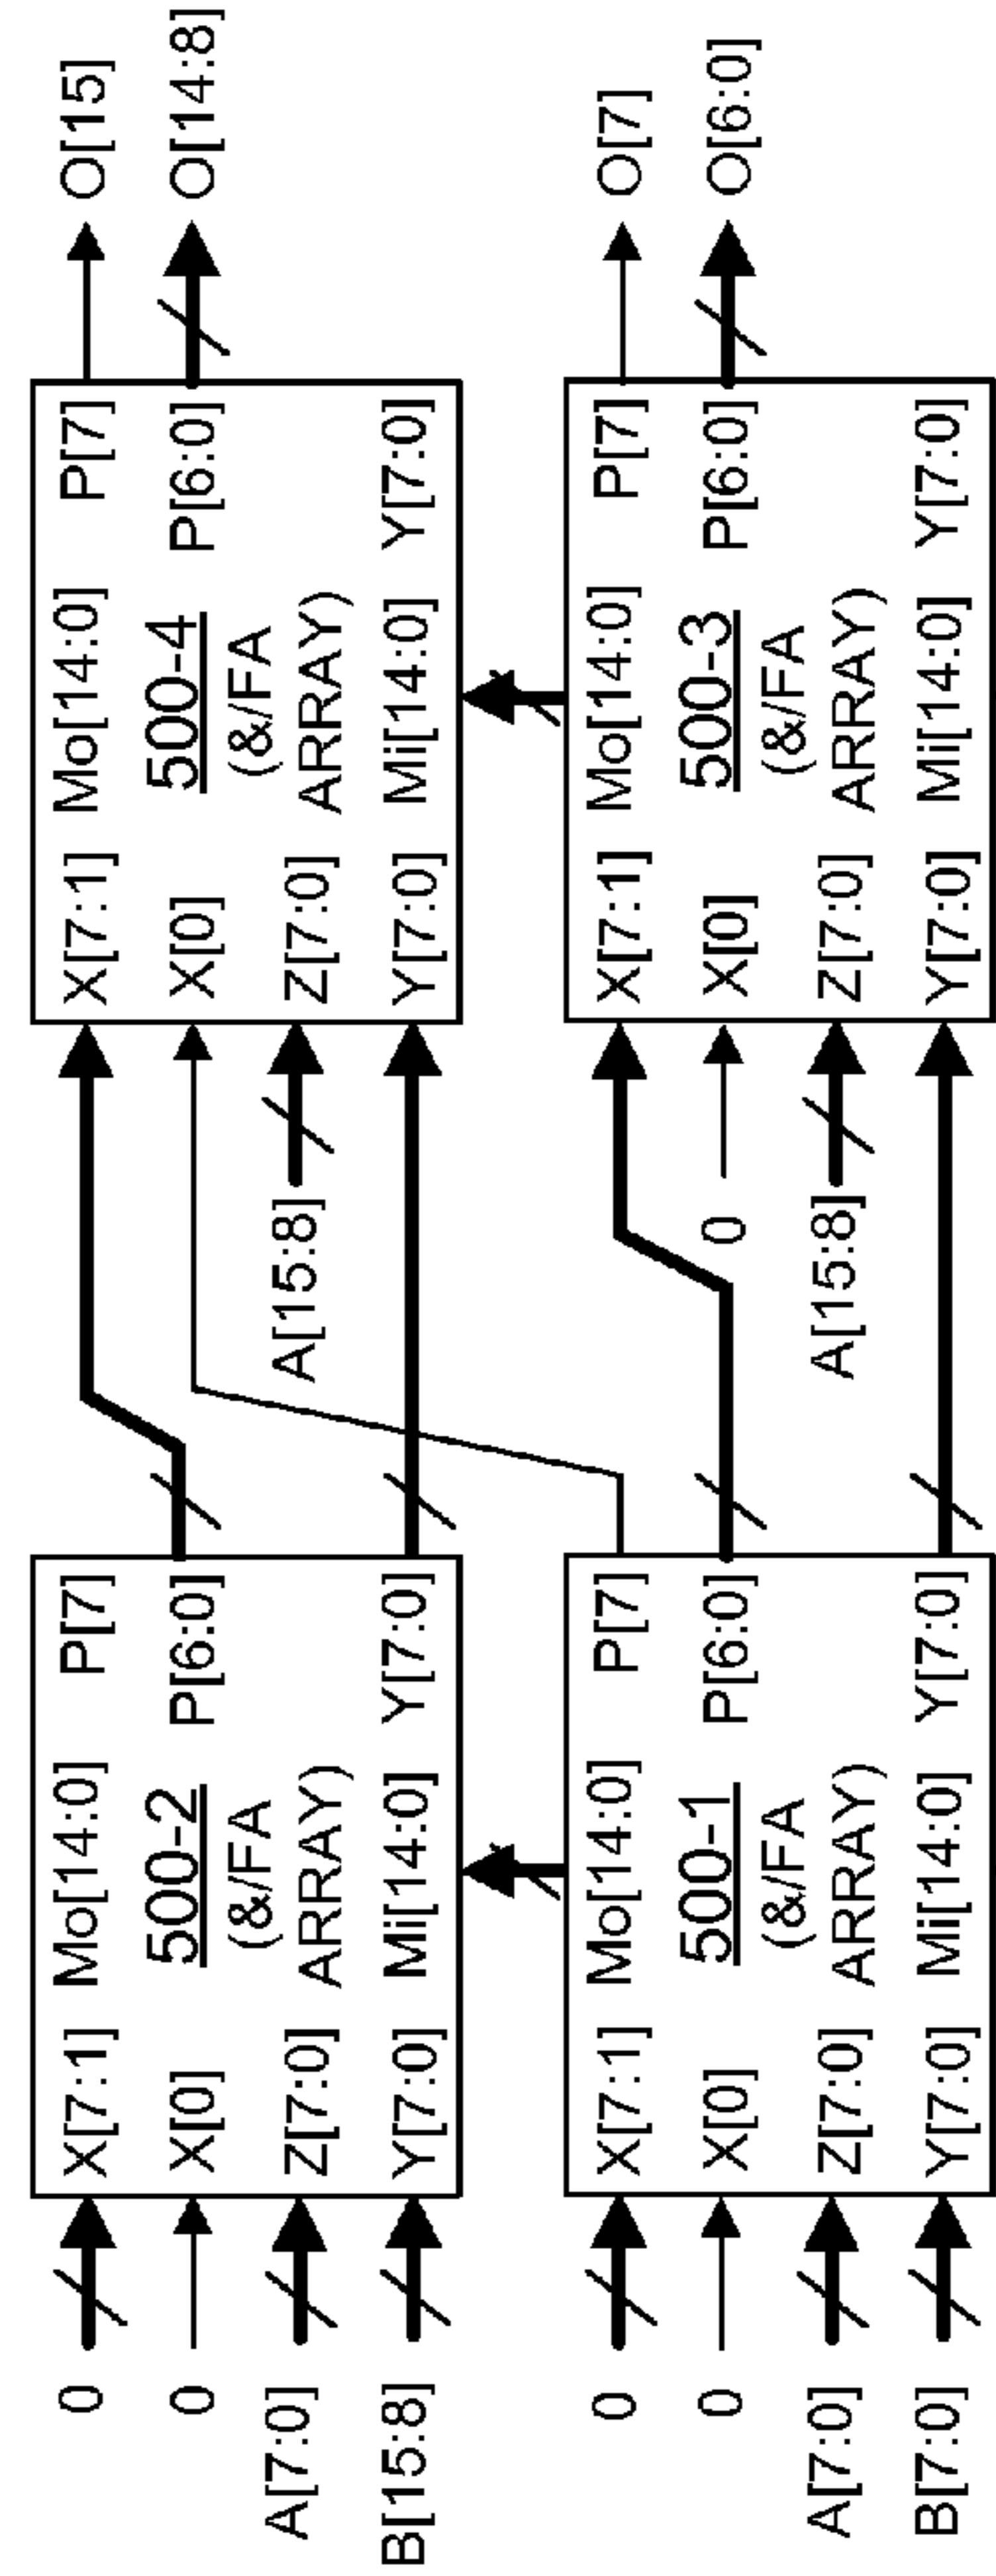 0
X[7:1]
Mo[14:0]
P[7]
X[7:1]
Mo[14:0]
P[7]
O[15]
0
X[0]
500-2
P[6:0]
X[0]
500-4
P[6:0]
O[14:8]
(&/FA
(&/FA
A[7:0]
Z[7:0]
ARRAY)
A[15:8]
Z[7:0]
ARRAY)
B[15:8]
Y[7:0]
Mi[14:0]
Y[7:0]
Y[7:0]
Mi[14:0]
Y[7:0]
0
X[7:1]
Mo[14:0]
P[7]
X[7:1]
Mo[14:0]
P[7]
O[7]
0
X[0]
500-1
P[6:0]
0
X[0]
500-3
P[6:0]
O[6:0]
(&/FA
(&/FA
A[7:0]
Z[7:0]
ARRAY)
A[15:8]
Z[7:0]
ARRAY)
B[7:0]
Y[7:0]
Mi[14:0]
Y[7:0]
Y[7:0]
Mi[14:0]
Y[7:0]